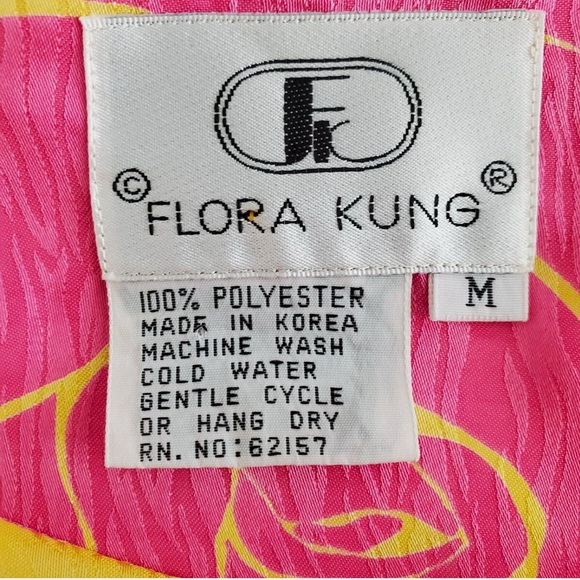 FK
© FLORA KUNG ®
M
100% POLYESTER
MADE IN KOREA
MACHINE WASH
COLD WATER
GENTLE CYCLE
OR HANG DRY
RN. NO:62157